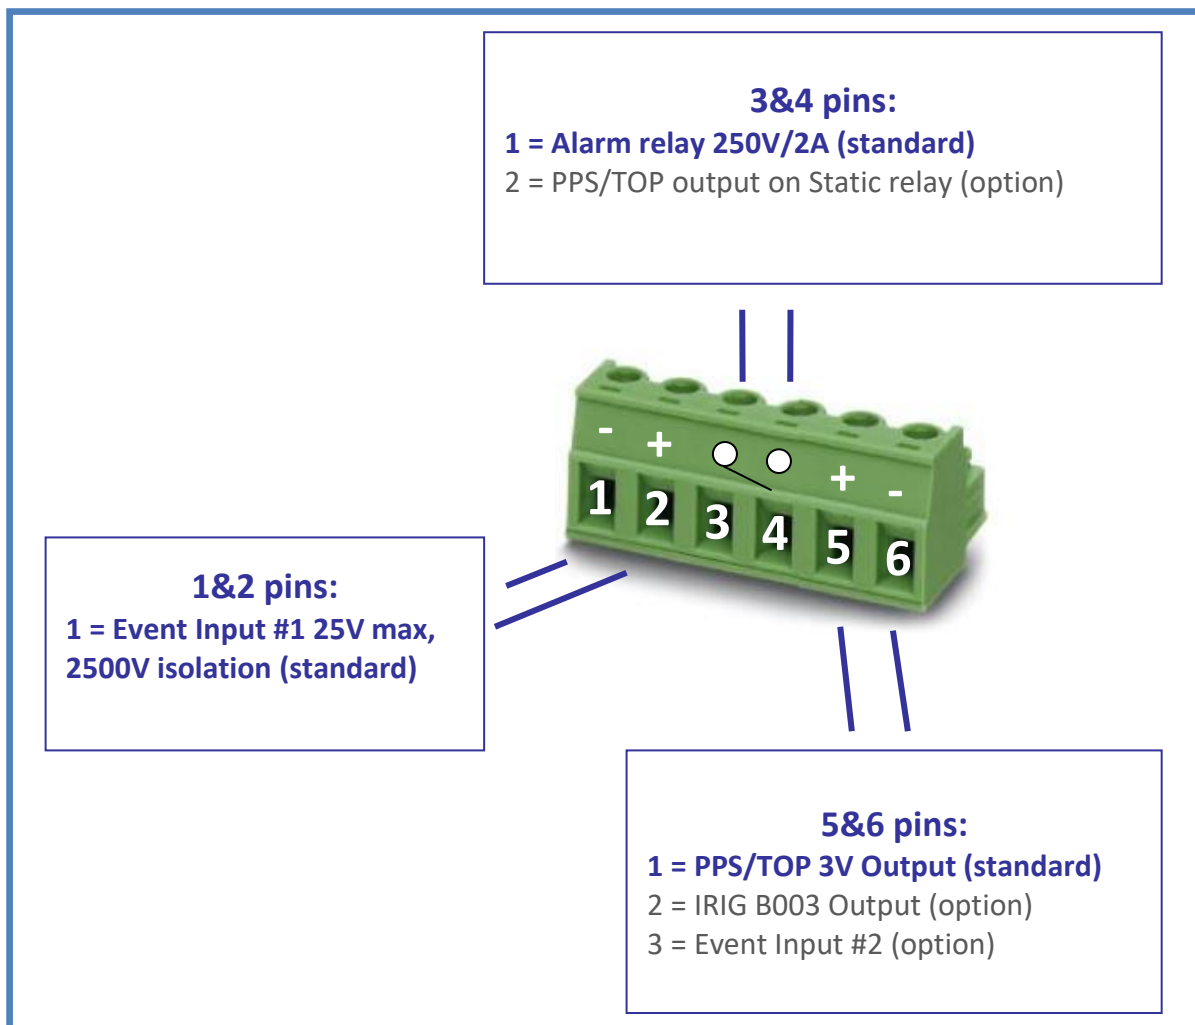 3&4 pins:
1 = Alarm relay 250V/2A (standard)
2 = PPS/TOP output on Static relay (option)
- + + -
1 2 3 4 5 6
1&2 pins:
1 = Event Input #1 25V max,
2500V isolation (standard)
5&6 pins:
1 = PPS/TOP 3V Output (standard)
2 = IRIG B003 Output (option)
3 = Event Input #2 (option)